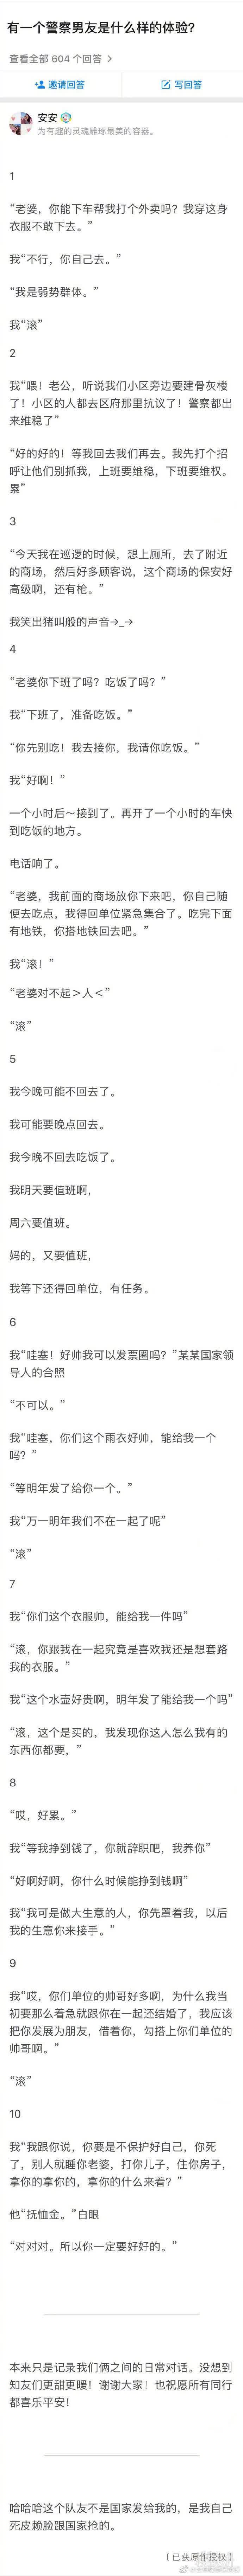 有一个警察男友是什么样的体验?
查看全部 604 个回答 >
邀请回答
写回答
安安
为有趣的灵魂雕琢最美的容器。
1
“老婆，你能下车帮我打个外卖吗？我穿这身
衣服不敢下去。”
我“不行，你自己去。”
“我是弱势群体。”
我“滚”
2
我“喂！老公，听说我们小区旁边要建骨灰楼
了！小区的人都去区府那里抗议了！警察都出
来维稳了”
“好的好的！等我回去我们再去。我先打个招
呼让他们别抓我，上班要维稳，下班要维权。
累”
3
“今天我在巡逻的时候，想上厕所，去了附近
的商场，然后好多顾客说，这个商场的保安好
高级啊，还有枪。”
我笑出猪叫般的声音→_→
4
“老婆你下班了吗？吃饭了吗？”
我“下班了，准备吃饭。”
“你先别吃！我去接你，我请你吃饭。”
我“好啊！”
一个小时后~接到了。再开了一个小时的车快
到吃饭的地方。
电话响了。
“老婆，我前面的商场放你下来吧，你自己随
便去吃点，我得回单位紧急集合了。吃完下面
有地铁，你搭地铁回去吧。”
我“滚！”
“老婆对不起＞人＜”
“滚”
5
我今晚可能不回去了。
我可能要晚点回去。
我今晚不回去吃饭了。
我明天要值班啊，
周六要值班。
妈的，又要值班，
我等下还得回单位，有任务。
6
我“哇塞！好帅我可以发票圈吗？”某某国家领
导人的合照
“不可以。”
我“哇塞，你们这个雨衣好帅，能给我一个
吗？”
“等明年发了给你一个。”
我“万一明年我们不在一起了呢”
“滚”
7
我“你们这个衣服帅，能给我一件吗”
“滚，你跟我在一起究竟是喜欢我还是想套路
我的衣服。”
我“这个水壶好贵啊，明年发了能给我一个吗”
“滚，这个是买的，我发现你这人怎么我有的
东西你都要，”
8
“哎，好累。”
我“等我挣到钱了，你就辞职吧，我养你”
“好啊好啊，你什么时候能挣到钱啊”
我“我可是做大生意的人，你先罩着我，以后
我的生意你来接手。”
9
我“哎，你们单位的帅哥好多啊，为什么我当
初要那么着急就跟你在一起还结婚了，我应该
把你发展为朋友，借着你，勾搭上你们单位的
帅哥啊。”
“滚”
10
我“我跟你说，你要是不保护好自己，你死
了，别人就睡你老婆，打你儿子，住你房子，
拿你的拿你的，拿你的什么来着？”
他“抚恤金。”白眼
“对对对。所以你一定要好好的。”
本来只是记录我们俩之间的日常对话。没想到
知友们更甜更暖！谢谢大家！也祝愿所有同行
都喜乐平安！
哈哈哈这个队友不是国家发给我的，是我自己
死皮赖脸跟国家抢的。
（已获原作授权）